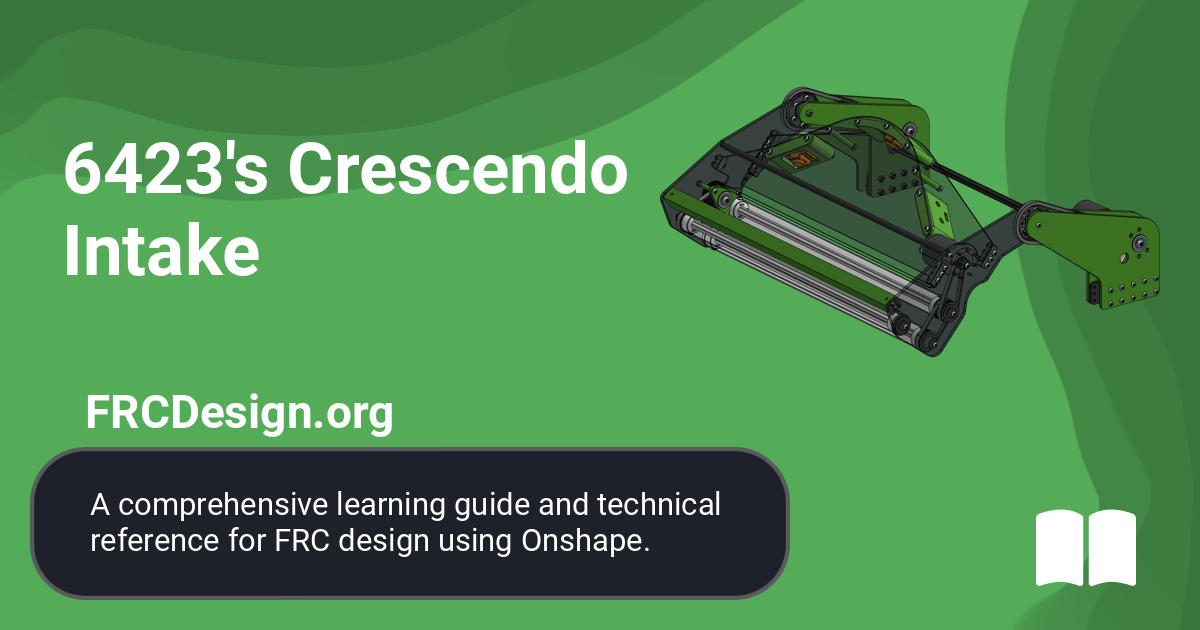 6423's Crescendo
Intake
FRCDesign.org
A comprehensive learning guide and technical
reference for FRC design using Onshape.